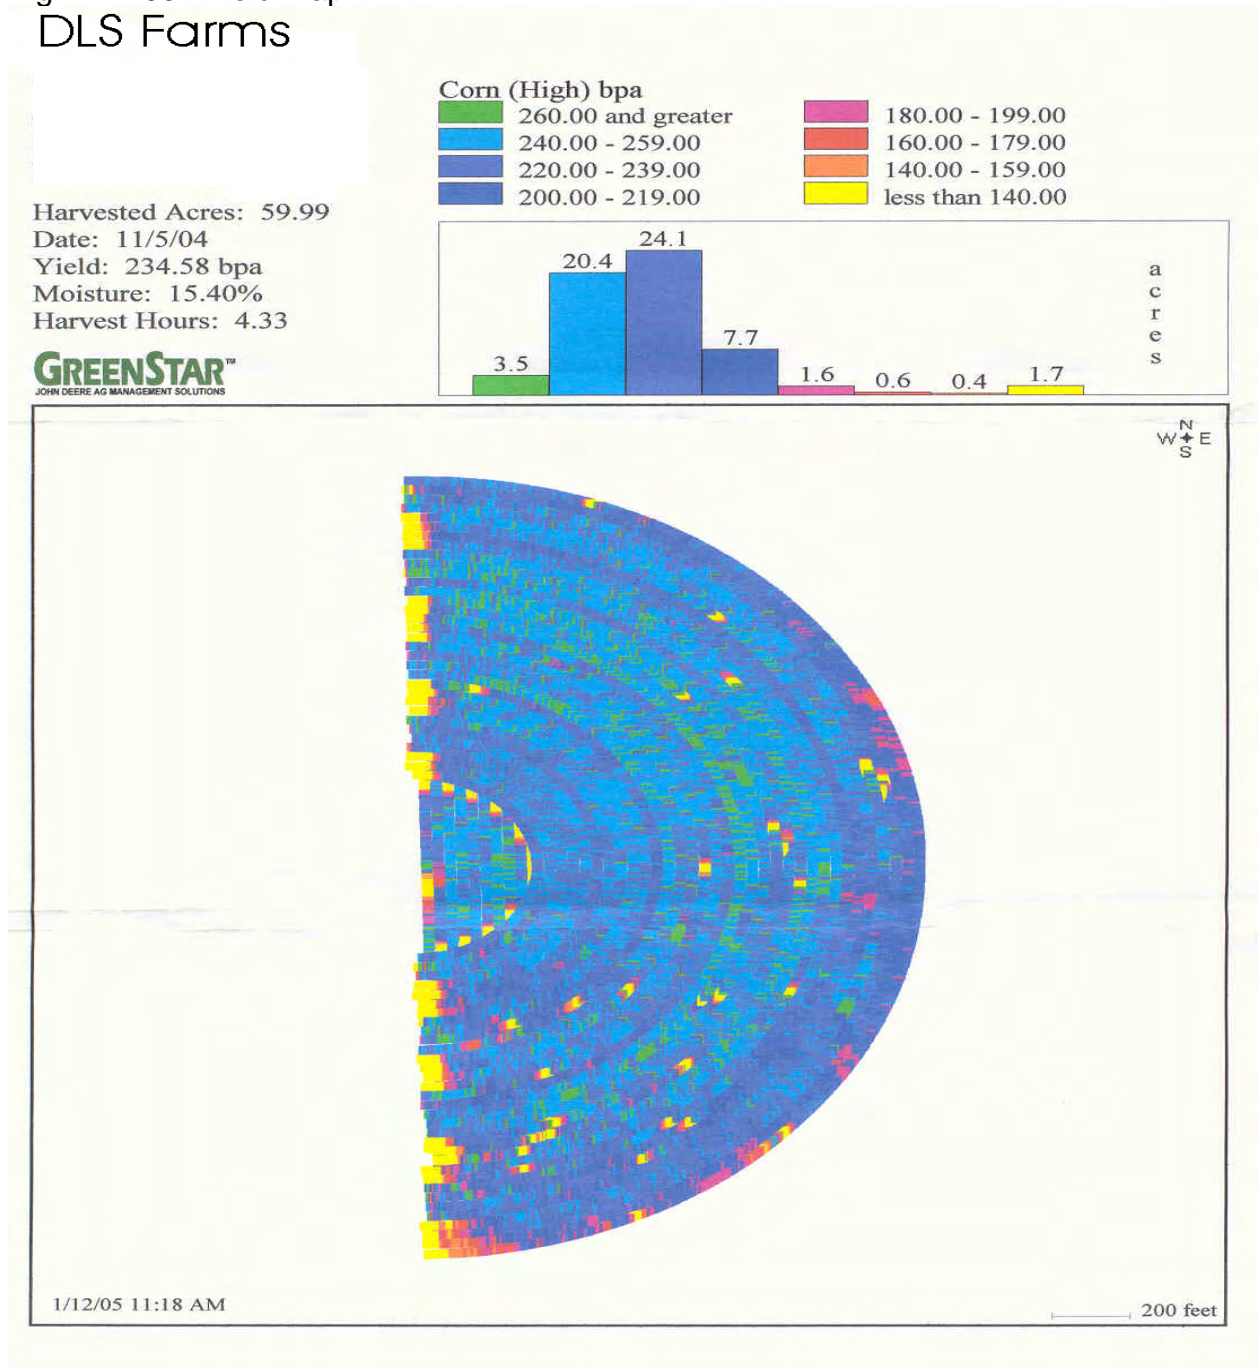 DLS Farms
Corn (High) bpa
260.00 and greater
240.00 - 259.00
220.00 - 239.00
200.00 - 219.00
180.00 - 199.00
160.00 - 179.00
140.00 - 159.00
less than 140.00
Harvested Acres: 59.99
Date: 11/5/04
Yield: 234.58 bpa
Moisture: 15.40%
Harvest Hours: 4.33
GREENSTAR™
JOHN DEERE AG MANAGEMENT SOLUTIONS
3.5
20.4
24.1
7.7
1.6
0.6
0.4
1.7
acres
N
W E
S
1/12/05 11:18 AM
200 feet